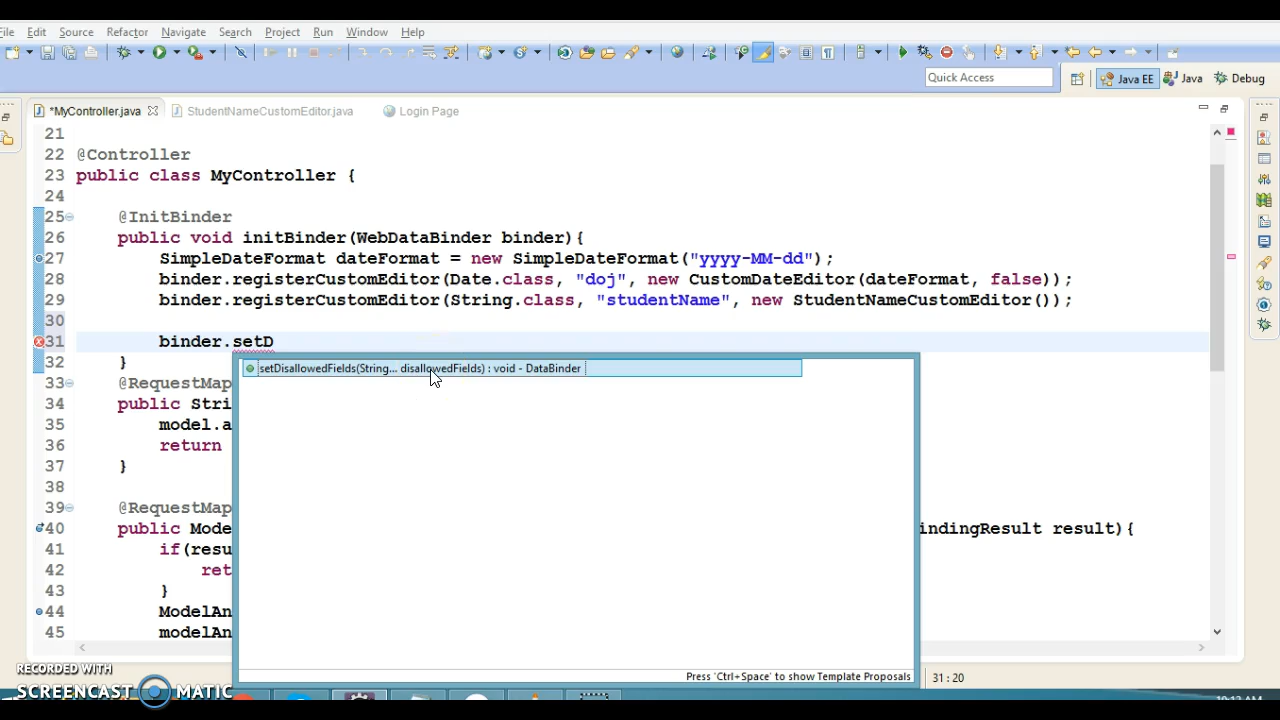 File Edit Source Refactor Navigate Search Project Run Window Help
Quick Access
Java EE Java Debug
*MyController.java StudentNameCustomEditor.java Login Page
21
22 @Controller
23 public class MyController {
24
25 @InitBinder
26 public void initBinder(WebDataBinder binder){
27 SimpleDateFormat dateFormat = new SimpleDateFormat("yyyy-MM-dd");
28 binder.registerCustomEditor(Date.class, "doj", new CustomDateEditor(dateFormat, false));
29 binder.registerCustomEditor(String.class, "studentName", new StudentNameCustomEditor());
30
31 binder.setD
setDisallowedFields(String... disallowedFields) : void - DataBinder
32 }
33 @RequestMap
34 public Stri
35 model.a
36 return
37 }
38
39 @RequestMap
40 public Mode indingResult result){
41 if(resu
42 ret
43 }
44 ModelAn
45 modelAn
Press 'Ctrl+Space' to show Template Proposals
31 : 20
RECORDED WITH
SCREENCAST MATIC